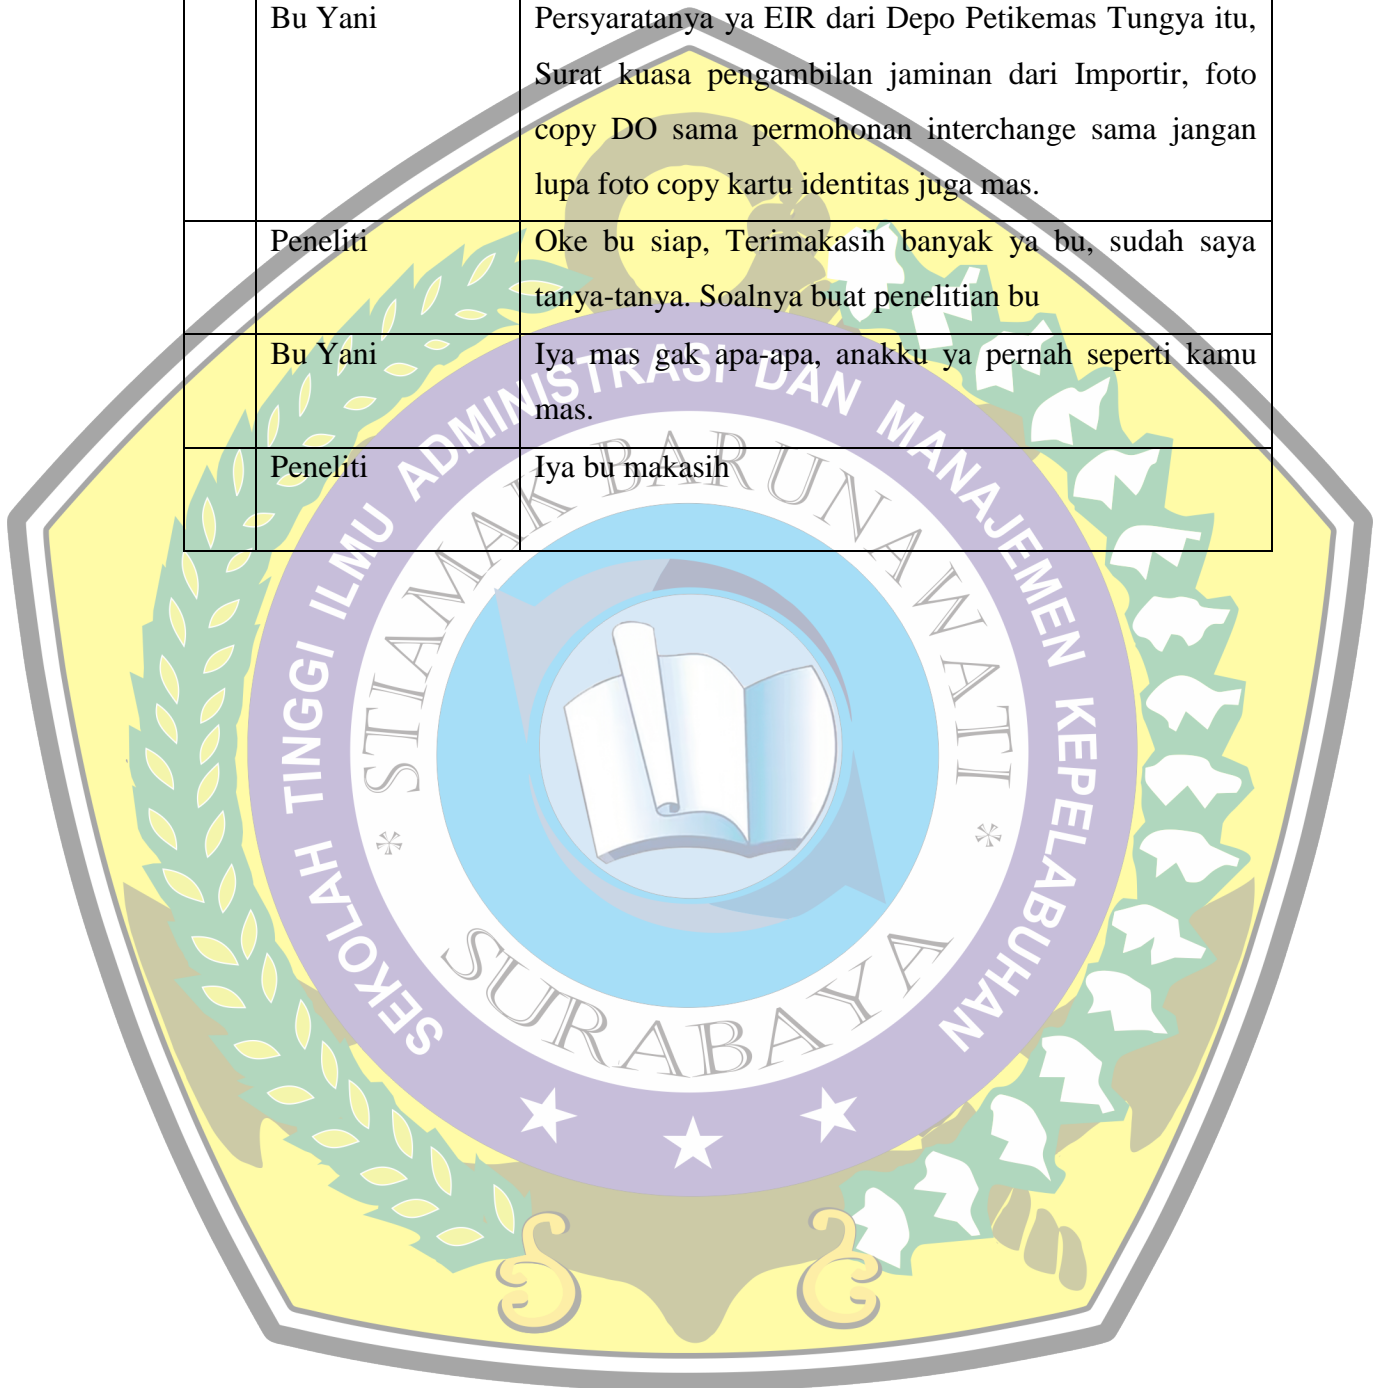 Bu Yani
Persyaratanya ya EIR dari Depo Petikemas Tungya itu,
Surat kuasa pengambilan jaminan dari Importir, foto
copy DO sama permohonan interchange sama jangan
lupa foto copy kartu identitas juga mas.
Peneliti
Oke bu siap, Terimakasih banyak ya bu, sudah saya
tanya-tanya. Soalnya buat penelitian bu
Bu Yani
Iya mas gak apa-apa, anakku ya pernah seperti kamu
mas.
Peneliti
Iya bu makasih
SEKOLAH TINGGI ILMU ADMINISTRASI DAN MANAJEMEN KEPELABUHAN
STIAMAK BARUNAWATI
SURABAYA